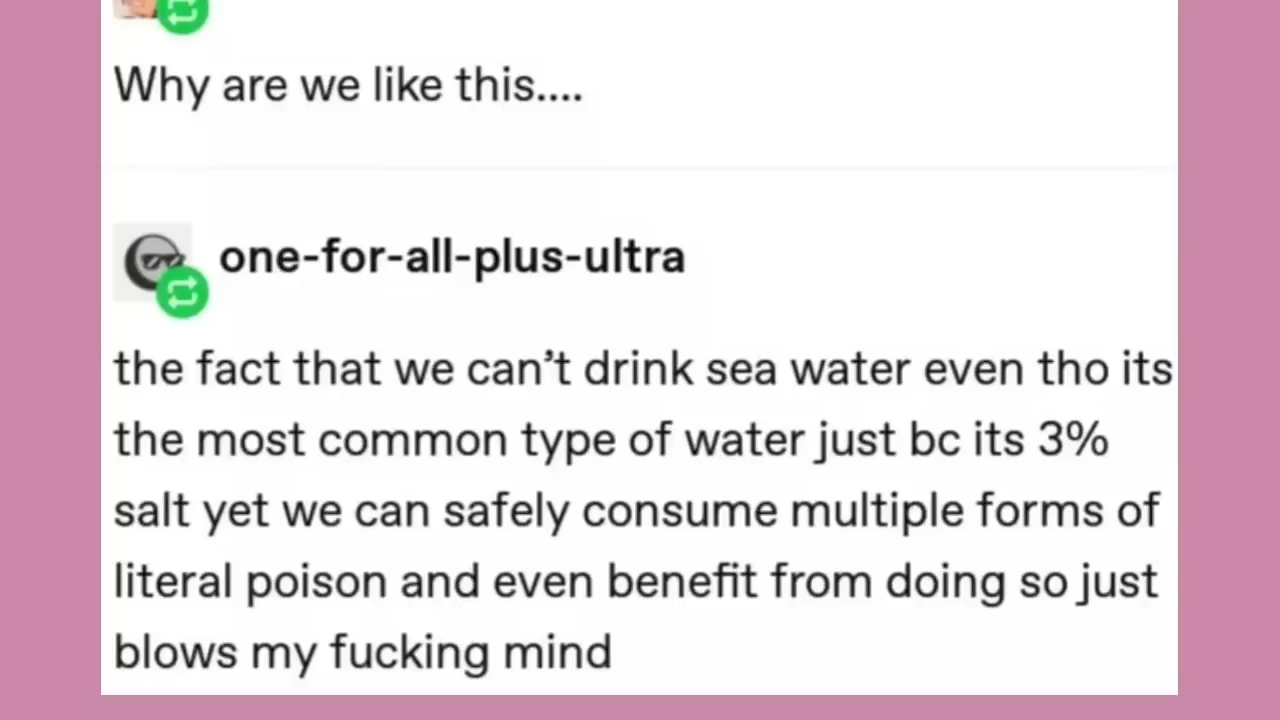 Why are we like this....
one-for-all-plus-ultra
the fact that we can’t drink sea water even tho its
the most common type of water just bc its 3%
salt yet we can safely consume multiple forms of
literal poison and even benefit from doing so just
blows my fucking mind